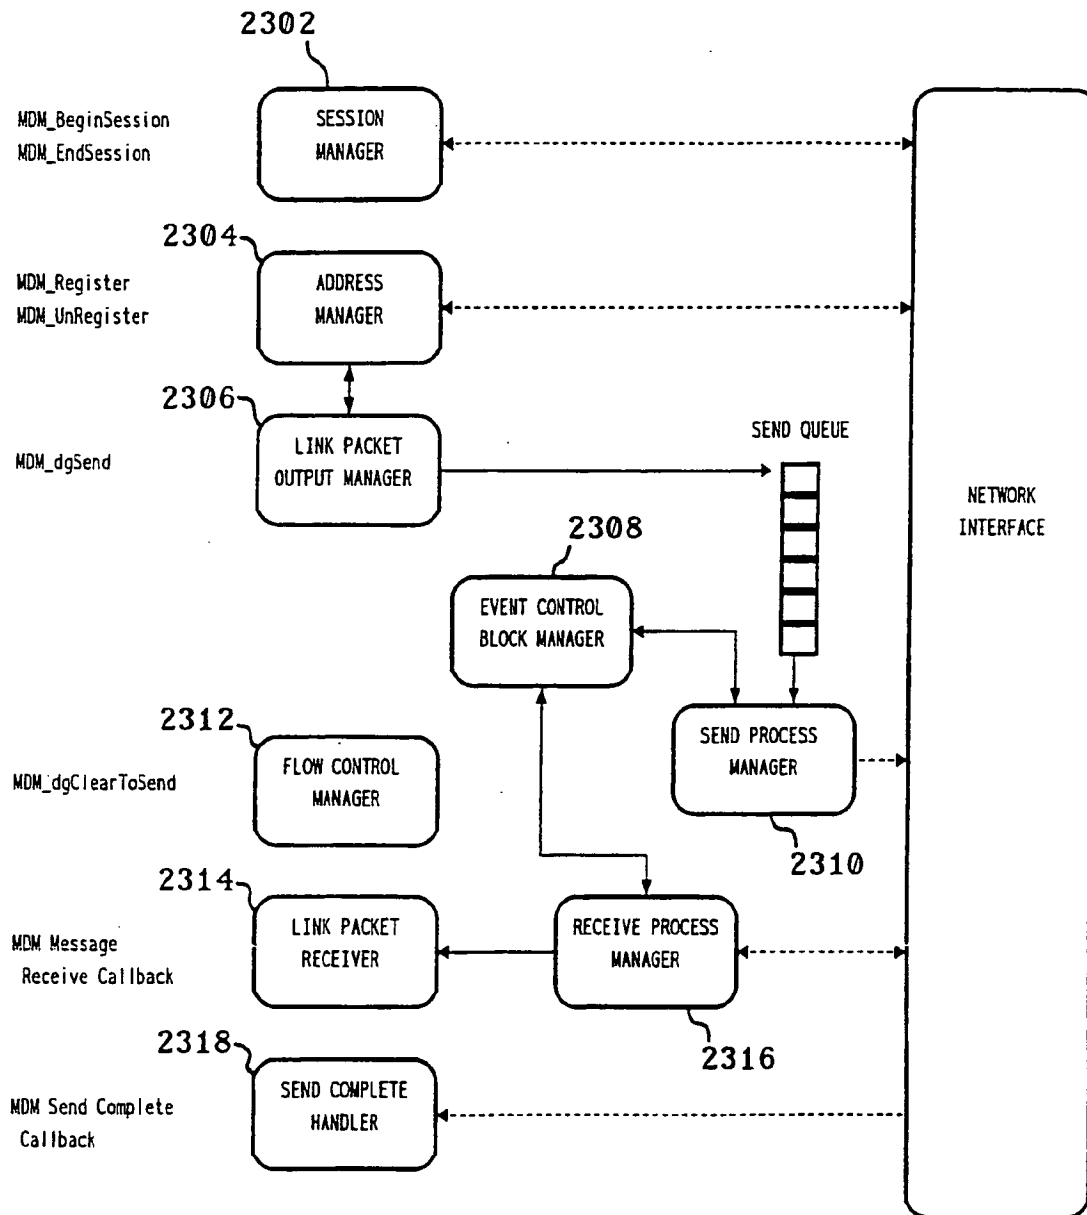 2302
MDM_BeginSession
MDM_EndSession
SESSION
MANAGER
2304
MDM_Register
MDM_UnRegister
ADDRESS
MANAGER
2306
MDM_dgSend
LINK PACKET
OUTPUT MANAGER
SEND QUEUE
NETWORK
INTERFACE
2308
EVENT CONTROL
BLOCK MANAGER
2312
MDM_dgClearToSend
FLOW CONTROL
MANAGER
SEND PROCESS
MANAGER
2310
2314
MDM Message
Receive Callback
LINK PACKET
RECEIVER
RECEIVE PROCESS
MANAGER
2316
2318
MDM Send Complete
Callback
SEND COMPLETE
HANDLER